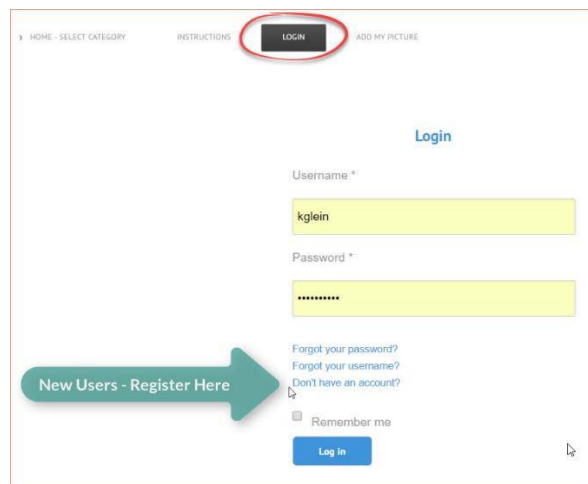 HOME - SELECT CATEGORY INSTRUCTIONS LOGIN ADD MY PICTURE
Login
Username *
kglein
Password *
••••••••••
Forgot your password?
Forgot your username?
New Users - Register Here
Don't have an account?
Remember me
Log in